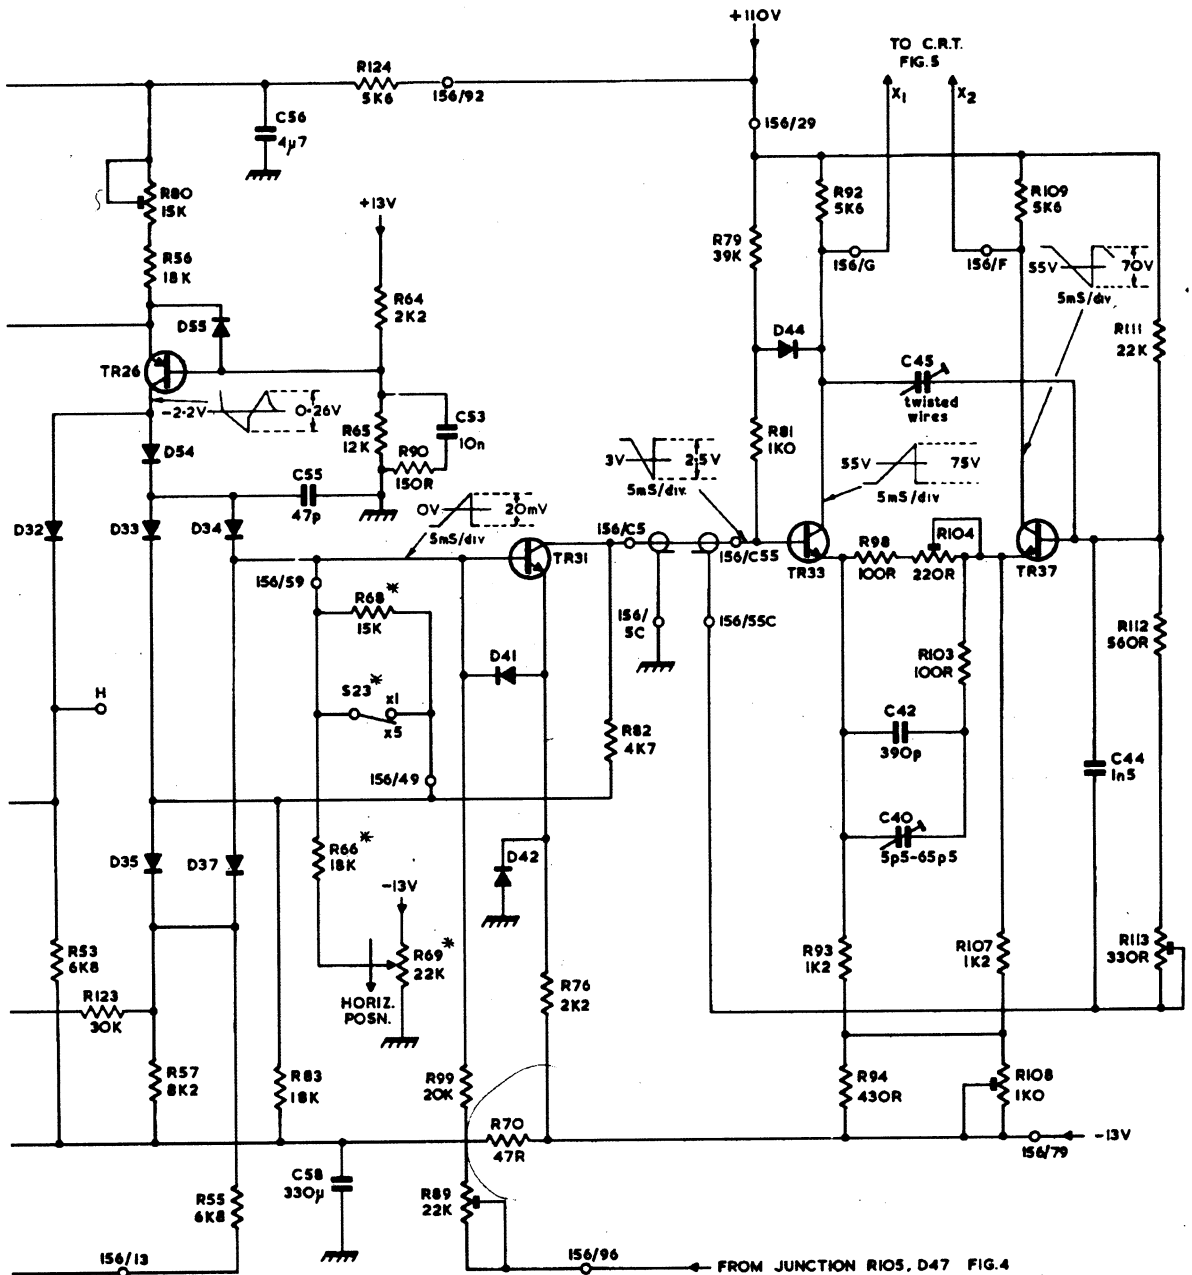 +110V
TO C.R.T.
FIG.5
X1
X2
R124
5K6
156/92
C56
4µ7
156/29
R80
15K
+13V
R92
5K6
R109
5K6
R79
39K
R56
18K
156/G
156/F
55V
70V
5mS/div
R64
2K2
D55
D44
R111
22K
TR26
C45
twisted
wires
-2·2V
0·26V
C53
10n
R65
12K
R90
150R
R81
1K0
D54
3V
2·5V
5mS/div.
55V
75V
5mS/div
C55
47p
0V
20mV
5mS/div
D32
D33
D34
156/C5
156/C55
R104
R98
100R
220R
TR31
TR33
TR37
156/59
R68*
15K
156/
5C
156/55C
R112
560R
R103
100R
D41
S23*
x1
x5
H
C42
390p
R82
4K7
C44
1n5
156/49
C40
5p5-65p5
R66*
18K
D35
D37
D42
-13V
R53
6K8
R69*
22K
R93
1K2
R107
1K2
R113
330R
R123
30K
HORIZ.
POSN.
R76
2K2
R57
8K2
R83
18K
R99
20K
R94
430R
R108
1K0
R70
47R
-13V
156/79
C58
330µ
R55
6K8
R89
22K
156/13
156/96
FROM JUNCTION R105, D47 FIG.4